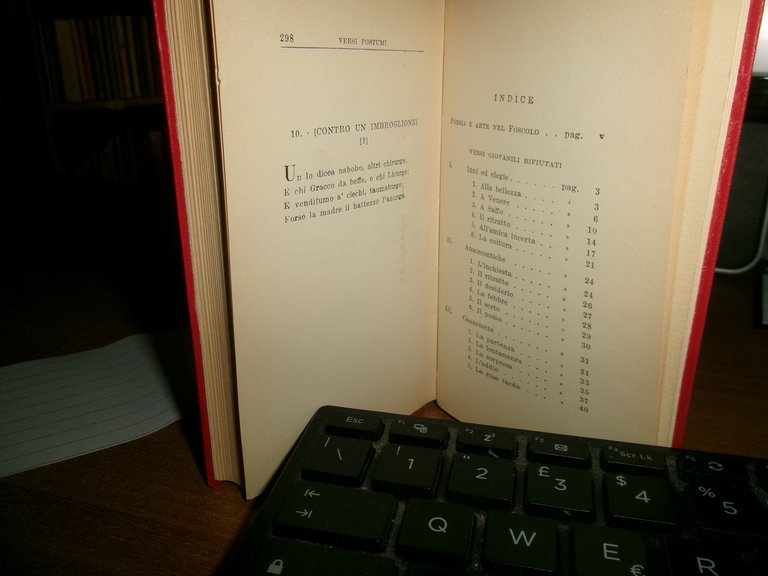 298
VERSI POSTUMI
10. - [CONTRO UN IMBROGLIONE]
[?]
Un lo dicea nabobo, altri chirurgo;
E chi Gracco da beffe, e chi Licurgo;
E vendifumo a' ciechi, taumaturgo;
Forse la madre il battezzò Panurgo.
INDICE
POESIA E ARTE NEL FOSCOLO . . pag. v
VERSI GIOVANILI RIFIUTATI
I. Inni ed elegie . . . . . . . pag. 3
1. Alla bellezza . . . . . » 3
2. A Venere . . . . . . » 6
3. A Saffo . . . . . . » 10
4. Il ritratto . . . . . . » 14
5. All'amica incerta . . . . » 17
6. La coltura . . . . . . » 21
II. Anacreontiche . . . . . . » 24
1. L'inchiesta . . . . . . » 24
2. Il ritratto . . . . . . » 26
3. Il desiderio . . . . . . » 27
4. La febbre . . . . . . » 28
5. Il serto . . . . . . » 29
6. Il pomo . . . . . . » 30
III. Canzonette . . . . . . » 31
1. La partenza . . . . . . » 31
2. La lontananza . . . . . » 33
3. La sorpresa . . . . . . » 35
4. L'addio . . . . . . » 37
5. La rosa tarda . . . . . » 40
Esc F1 F2 Z F3 F4 Scr Lk F5
| \ ! 1 " 2 £ 3 $ 4 % 5
Q W E € R